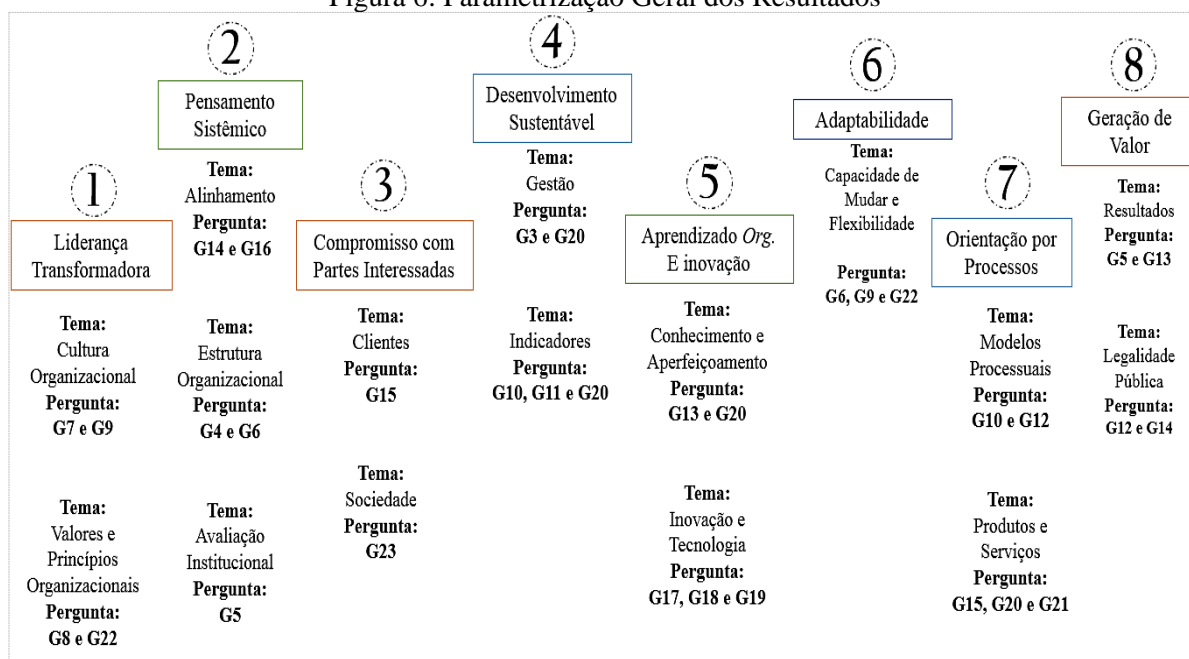 Figura 6: Parametrização Geral dos Resultados
1
Liderança
Transformadora
Tema:
Cultura
Organizacional
Pergunta:
G7 e G9
Tema:
Valores e
Princípios
Organizacionais
Pergunta:
G8 e G22
2
Pensamento
Sistêmico
Tema:
Alinhamento
Pergunta:
G14 e G16
Tema:
Estrutura
Organizacional
Pergunta:
G4 e G6
Tema:
Avaliação
Institucional
Pergunta:
G5
3
Compromisso com
Partes Interessadas
Tema:
Clientes
Pergunta:
G15
Tema:
Sociedade
Pergunta:
G23
4
Desenvolvimento
Sustentável
Tema:
Gestão
Pergunta:
G3 e G20
Tema:
Indicadores
Pergunta:
G10, G11 e G20
5
Aprendizado Org.
E inovação
Tema:
Conhecimento e
Aperfeiçoamento
Pergunta:
G13 e G20
Tema:
Inovação e
Tecnologia
Pergunta:
G17, G18 e G19
6
Adaptabilidade
Tema:
Capacidade de
Mudar e
Flexibilidade
Pergunta:
G6, G9 e G22
7
Orientação por
Processos
Tema:
Modelos
Processuais
Pergunta:
G10 e G12
Tema:
Produtos e
Serviços
Pergunta:
G15, G20 e G21
8
Geração de
Valor
Tema:
Resultados
Pergunta:
G5 e G13
Tema:
Legalidade
Pública
Pergunta:
G12 e G14